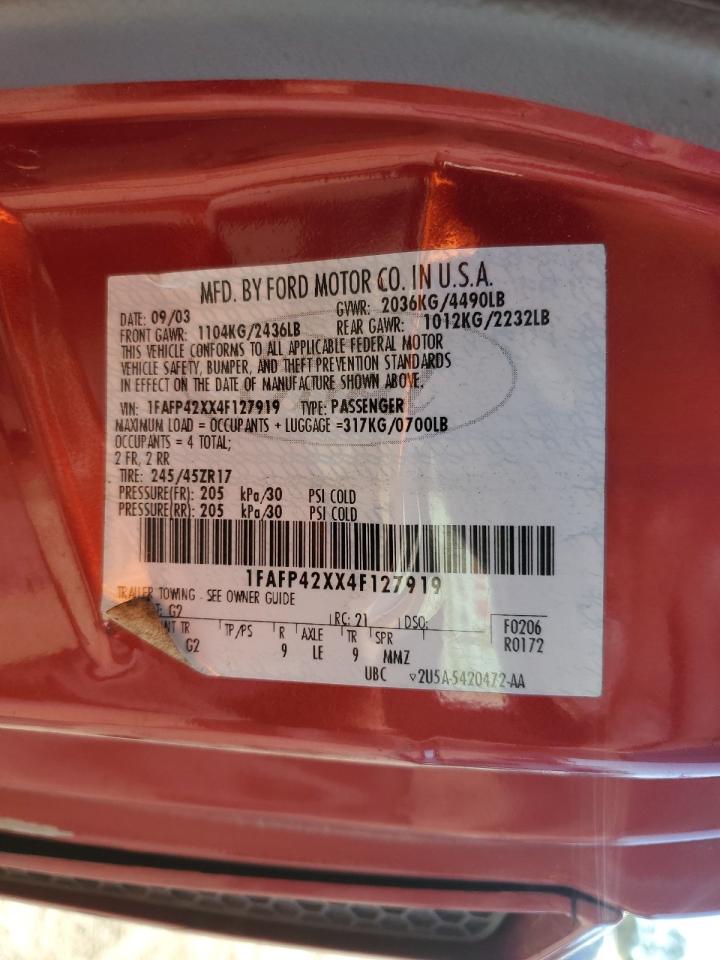 MFD. BY FORD MOTOR CO. IN U.S.A.
DATE: 09/03 GVWR: 2036KG/4490LB
FRONT GAWR: 1104KG/2436LB REAR GAWR: 1012KG/2232LB
THIS VEHICLE CONFORMS TO ALL APPLICABLE FEDERAL MOTOR
VEHICLE SAFETY, BUMPER, AND THEFT PREVENTION STANDARDS
IN EFFECT ON THE DATE OF MANUFACTURE SHOWN ABOVE.
VIN: 1FAFP42XX4F127919 TYPE: PASSENGER
MAXIMUM LOAD = OCCUPANTS + LUGGAGE =317KG/0700LB
OCCUPANTS = 4 TOTAL;
2 FR, 2 RR
TIRE: 245/45ZR17
PRESSURE(FR): 205 kPa/30 PSI COLD
PRESSURE(RR): 205 kPa/30 PSI COLD
1FAFP42XX4F127919
TRAILER TOWING - SEE OWNER GUIDE
: G2 RC: 21 DSO: F0206
NT TR TP/PS R AXLE TR SPR R0172
G2 9 LE 9 MMZ
UBC ▽2U5A-5420472-AA